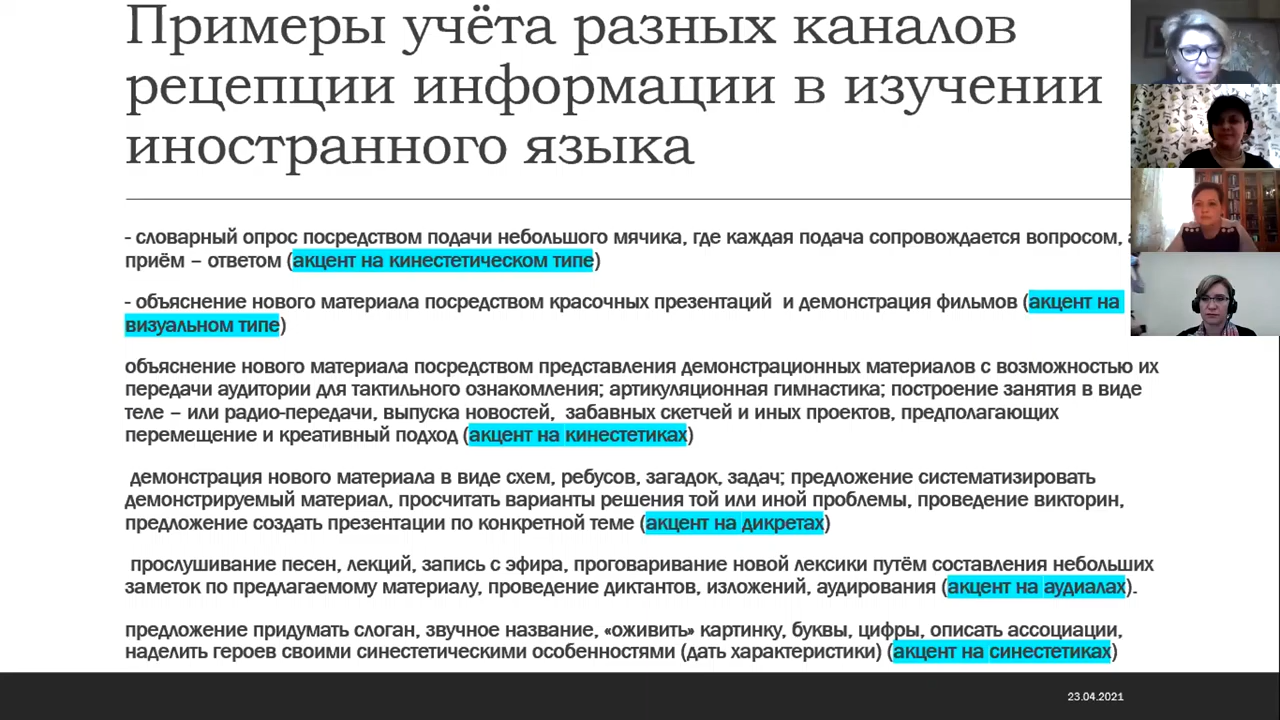 Примеры учёта разных каналов
рецепции информации в изучении
иностранного языка
- словарный опрос посредством подачи небольшого мячика, где каждая подача сопровождается вопросом,
приём – ответом (акцент на кинестетическом типе)
- объяснение нового материала посредством красочных презентаций и демонстрация фильмов (акцент на
визуальном типе)
объяснение нового материала посредством представления демонстрационных материалов с возможностью их
передачи аудитории для тактильного ознакомления; артикуляционная гимнастика; построение занятия в виде
теле – или радио-передачи, выпуска новостей, забавных скетчей и иных проектов, предполагающих
перемещение и креативный подход (акцент на кинестетиках)
демонстрация нового материала в виде схем, ребусов, загадок, задач; предложение систематизировать
демонстрируемый материал, просчитать варианты решения той или иной проблемы, проведение викторин,
предложение создать презентации по конкретной теме (акцент на дикретах)
прослушивание песен, лекций, запись с эфира, проговаривание новой лексики путём составления небольших
заметок по предлагаемому материалу, проведение диктантов, изложений, аудирования (акцент на аудиалах).
предложение придумать слоган, звучное название, «оживить» картинку, буквы, цифры, описать ассоциации,
наделить героев своими синестетическими особенностями (дать характеристики) (акцент на синестетиках)
23.04.2021